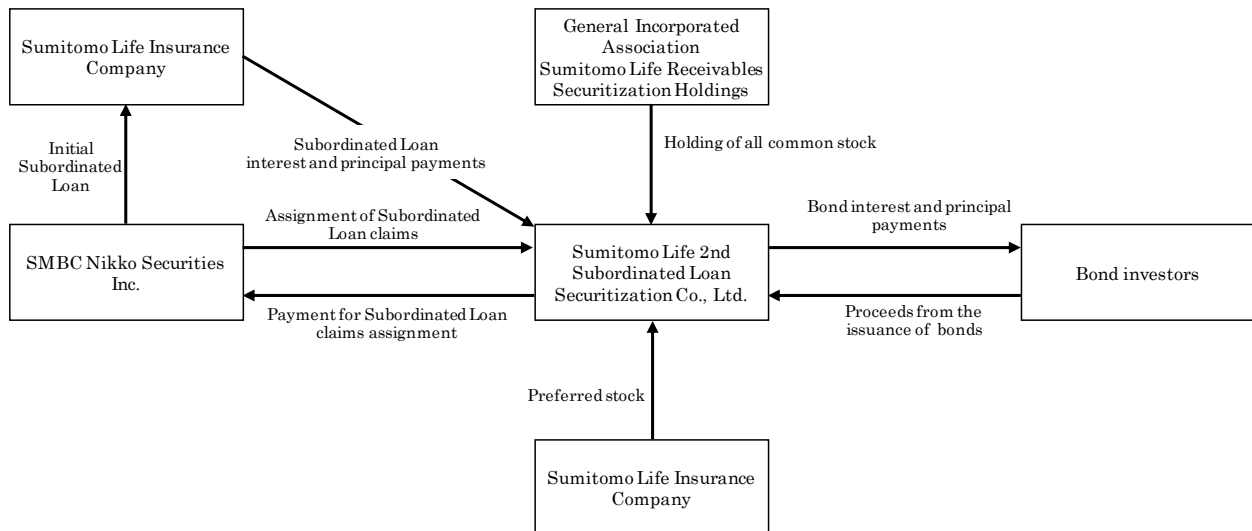 Sumitomo Life Insurance
Company
General Incorporated
Association
Sumitomo Life Receivables
Securitization Holdings
Initial
Subordinated
Loan
Subordinated Loan
interest and principal payments
Holding of all common stock
Assignment of Subordinated
Loan claims
Bond interest and principal
payments
SMBC Nikko Securities
Inc.
Sumitomo Life 2nd
Subordinated Loan
Securitization Co., Ltd.
Bond investors
Payment for Subordinated Loan
claims assignment
Proceeds from the
issuance of bonds
Preferred stock
Sumitomo Life Insurance
Company